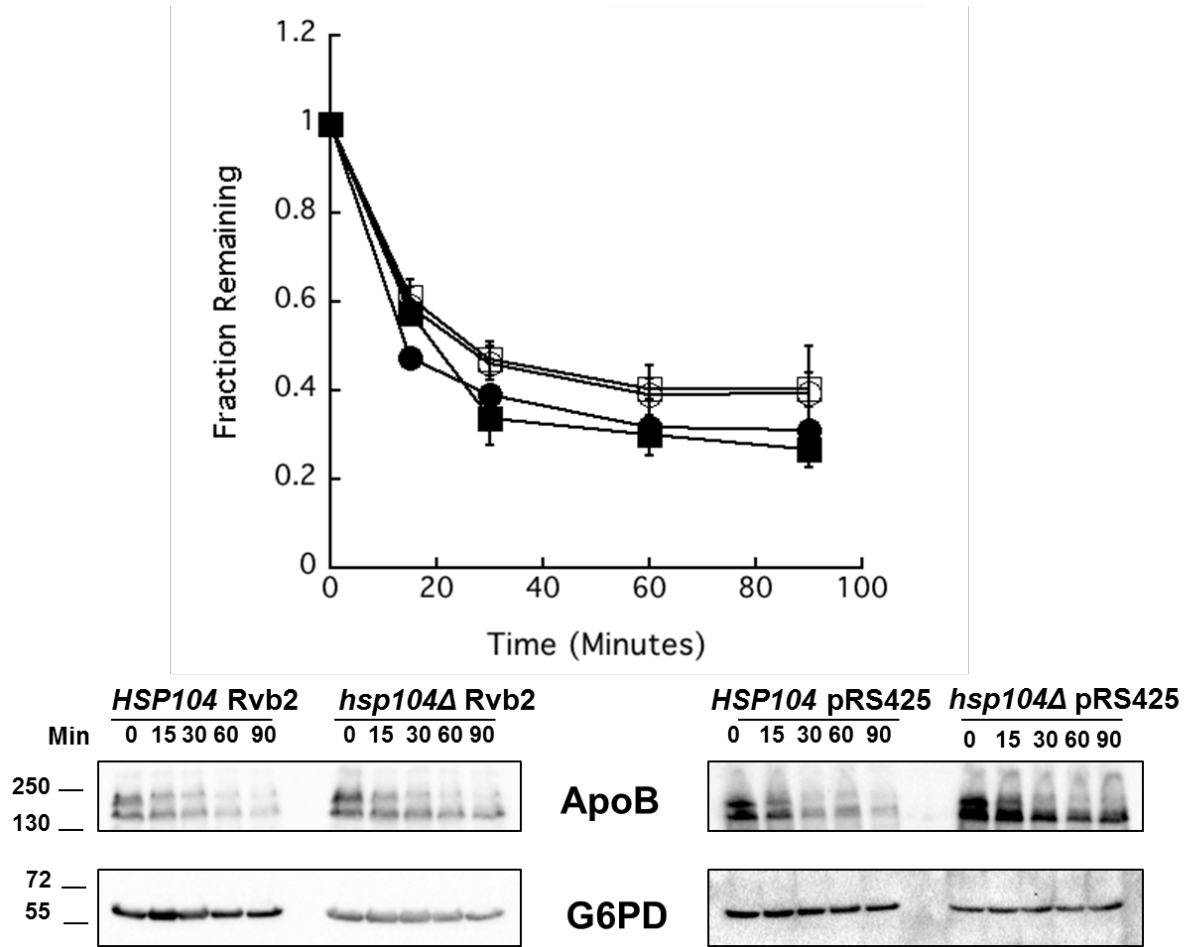 1.2
1
0.8
0.6
0.4
0.2
0
Fraction Remaining
0 20 40 60 80 100
Time (Minutes)
HSP104 Rvb2 hsp104Δ Rvb2 HSP104 pRS425 hsp104Δ pRS425
Min 0 15 30 60 90 0 15 30 60 90 0 15 30 60 90 0 15 30 60 90
250
ApoB
130
72
55
G6PD